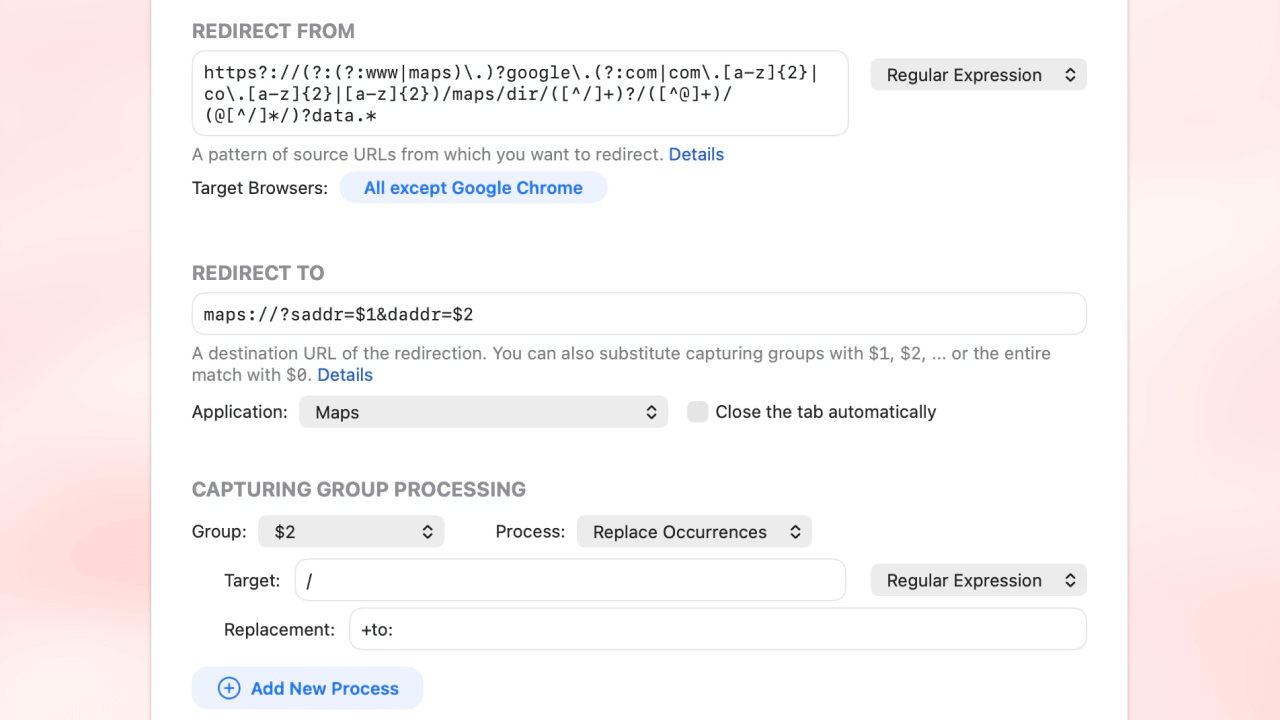 REDIRECT FROM
https?://(?:(?:www|maps)\.)?google\.(?:com|com\.[a-z]{2}|
co\.[a-z]{2}|[a-z]{2})/maps/dir/([^/]+)?/([^@]+)/
(@[^/]*/)?data.*
Regular Expression
A pattern of source URLs from which you want to redirect. Details
Target Browsers: All except Google Chrome
REDIRECT TO
maps://?saddr=$1&daddr=$2
A destination URL of the redirection. You can also substitute capturing groups with $1, $2, ... or the entire
match with $0. Details
Application: Maps Close the tab automatically
CAPTURING GROUP PROCESSING
Group: $2 Process: Replace Occurrences
Target: / Regular Expression
Replacement: +to:
Add New Process